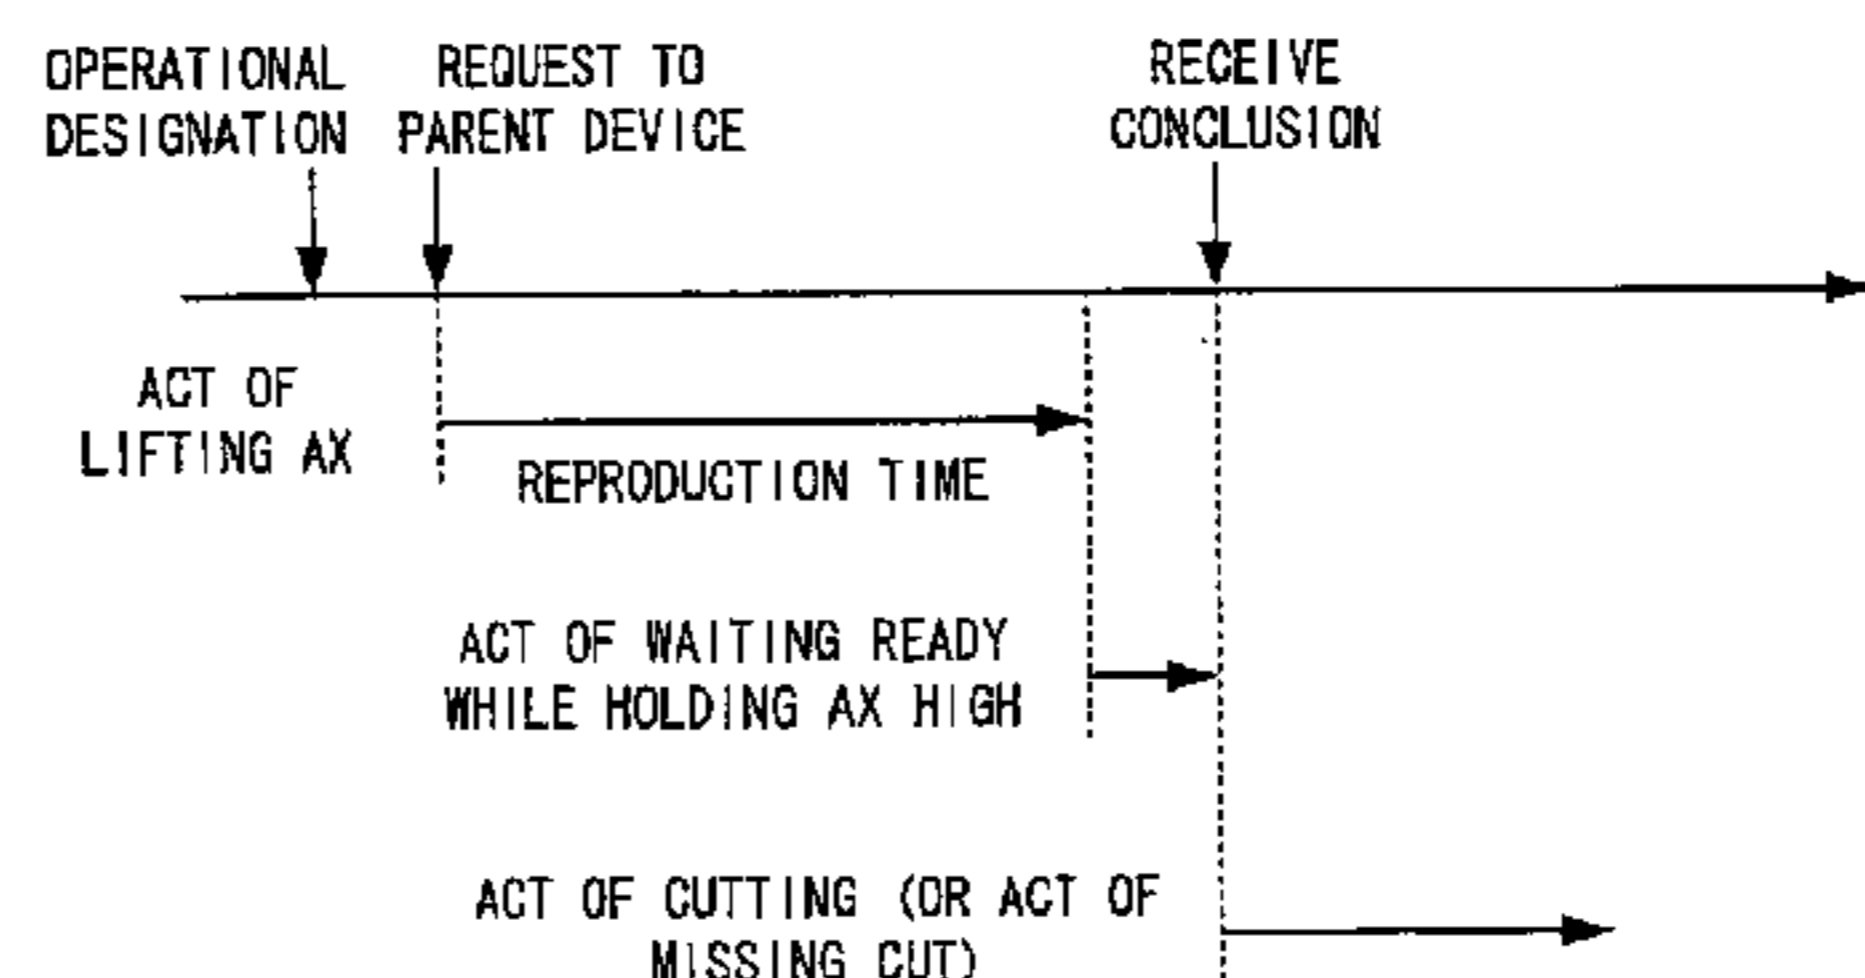 OPERATIONAL
DESIGNATION
REQUEST TO
PARENT DEVICE
RECEIVE
CONCLUSION
ACT OF
LIFTING AX
REPRODUCTION TIME
ACT OF WAITING READY
WHILE HOLDING AX HIGH
ACT OF CUTTING (OR ACT OF
MISSING CUT)